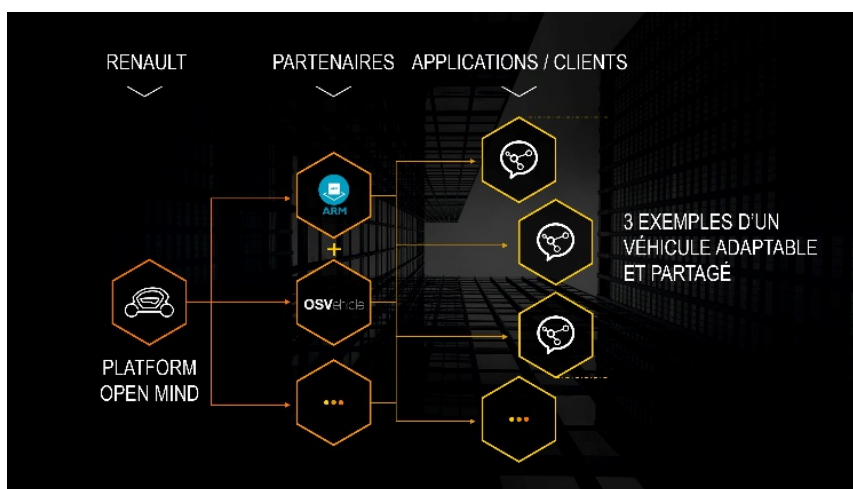 RENAULT
PARTENAIRES
APPLICATIONS / CLIENTS
ARM
+
OSVehicle
PLATFORM
OPEN MIND
3 EXEMPLES D'UN
VÉHICULE ADAPTABLE
ET PARTAGÉ